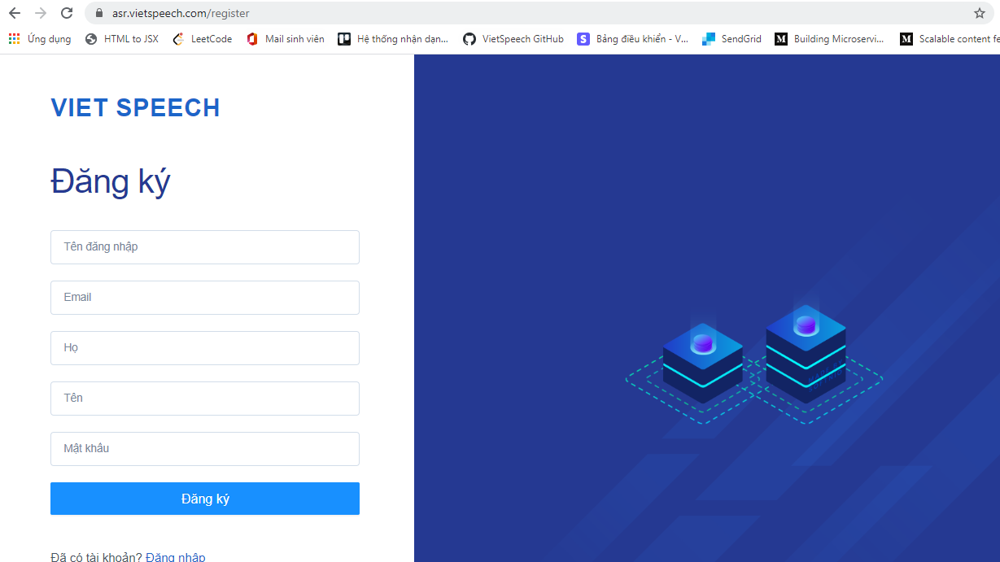 asr.vietspeech.com/register
Ứng dụng HTML to JSX LeetCode Mail sinh viên Hệ thống nhận dạn... VietSpeech GitHub Bảng điều khiển - V... SendGrid Building Microservi... Scalable content fe
VIET SPEECH
Đăng ký
Tên đăng nhập
Email
Họ
Tên
Mật khẩu
Đăng ký
Đã có tài khoản? Đăng nhập